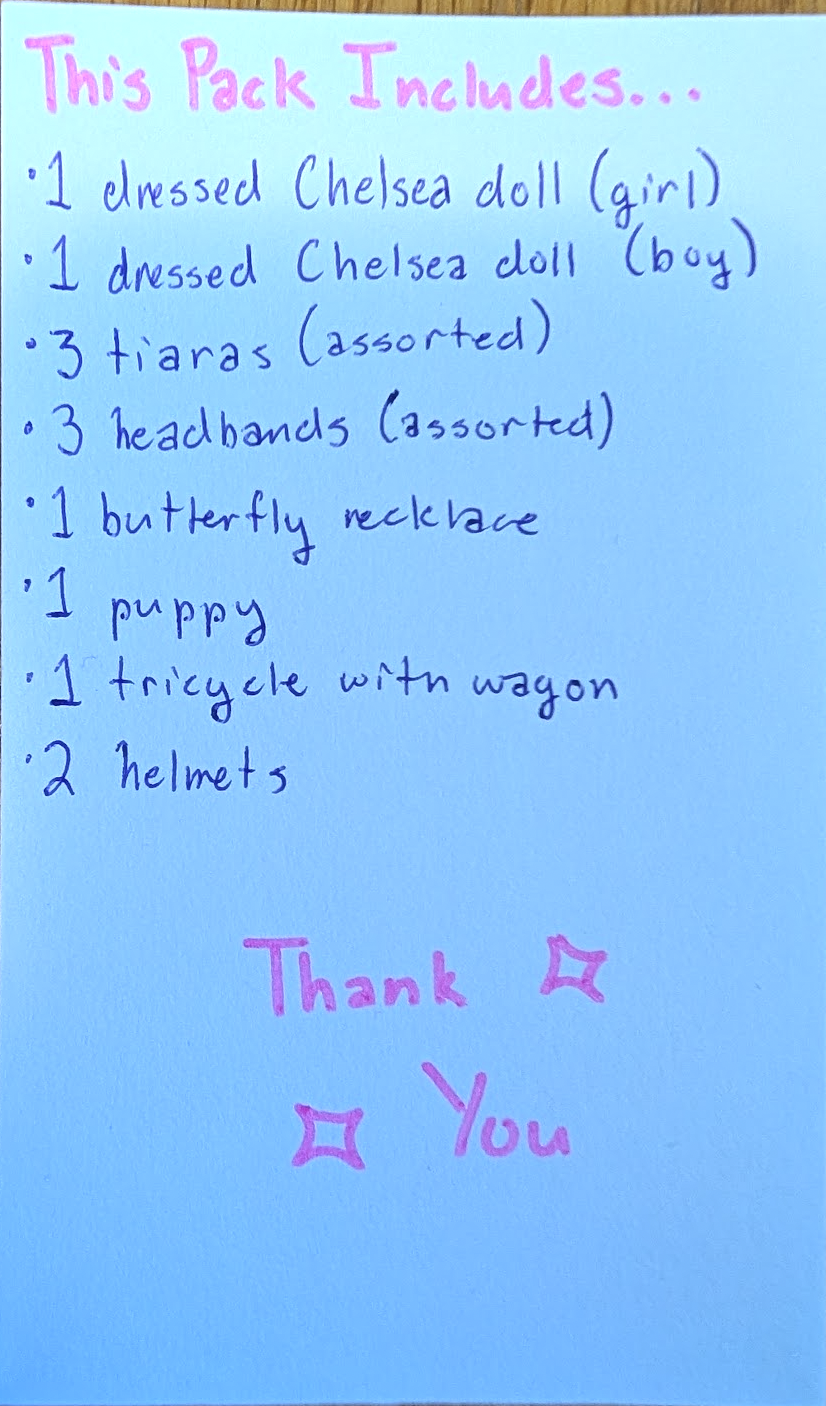 This Pack Includes...
·1 dressed Chelsea doll (girl)
·1 dressed Chelsea doll (boy)
·3 tiaras (assorted)
·3 headbands (assorted)
·1 butterfly necklace
·1 puppy
·1 tricycle with wagon
·2 helmets
Thank
You